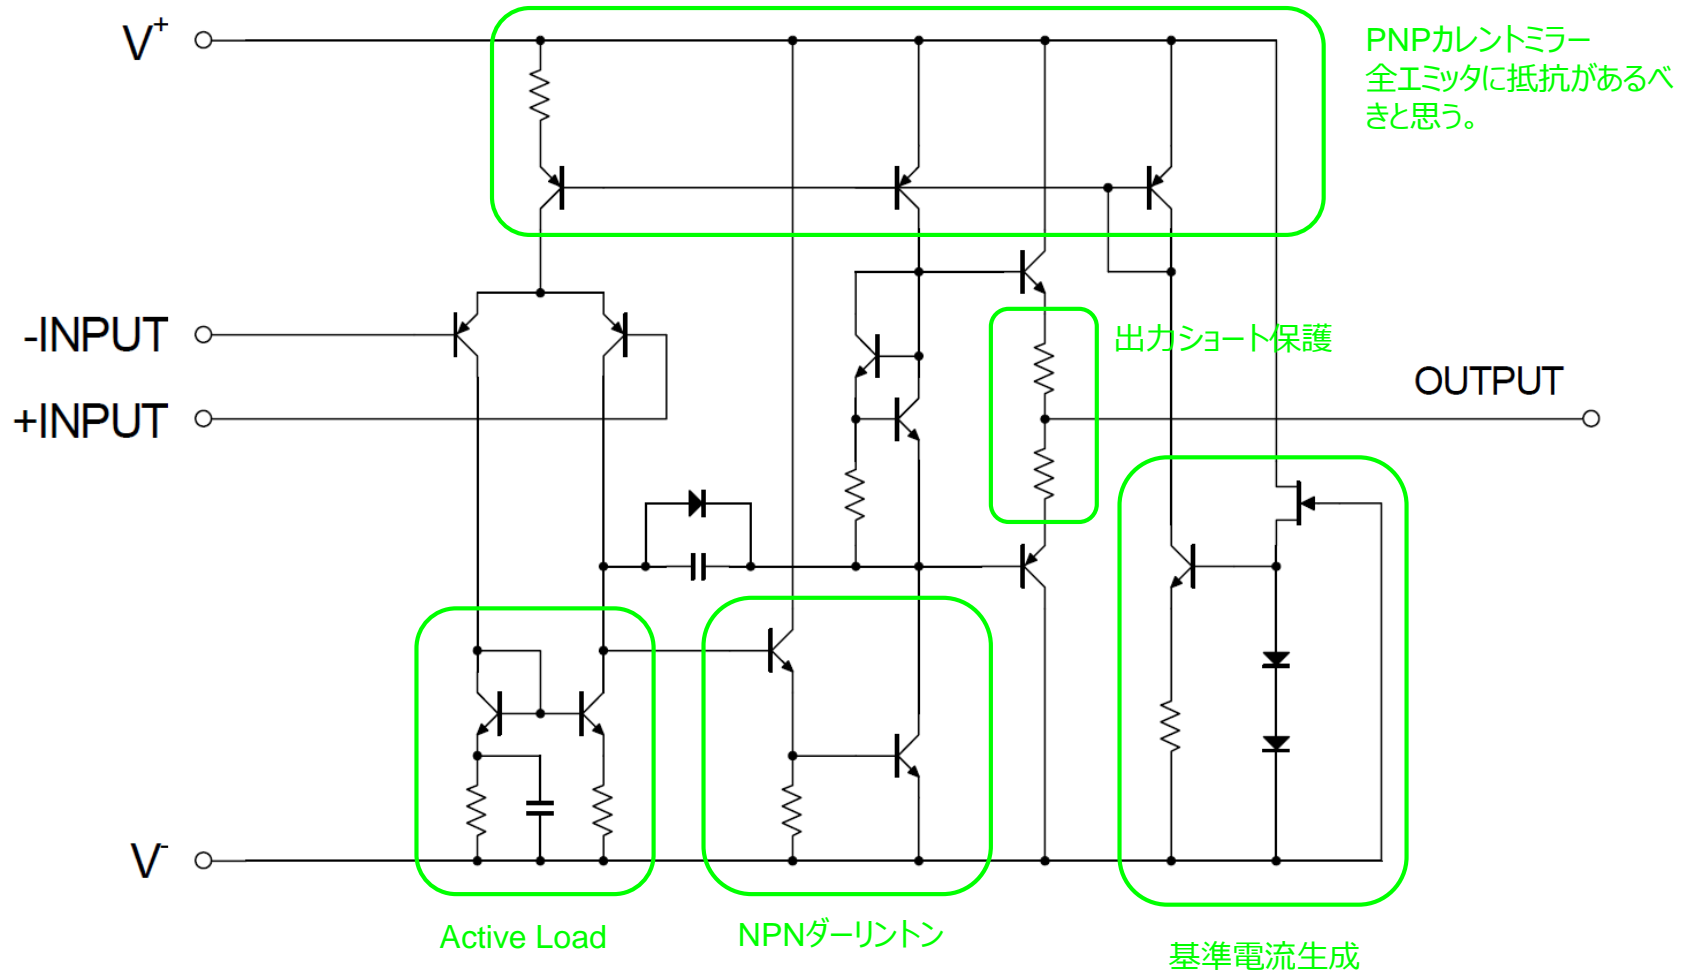 V+
PNPカレントミラー
全エミッタに抵抗があるべ
きと思う。
-INPUT
出力ショート保護
OUTPUT
+INPUT
V-
Active Load
NPNダーリントン
基準電流生成